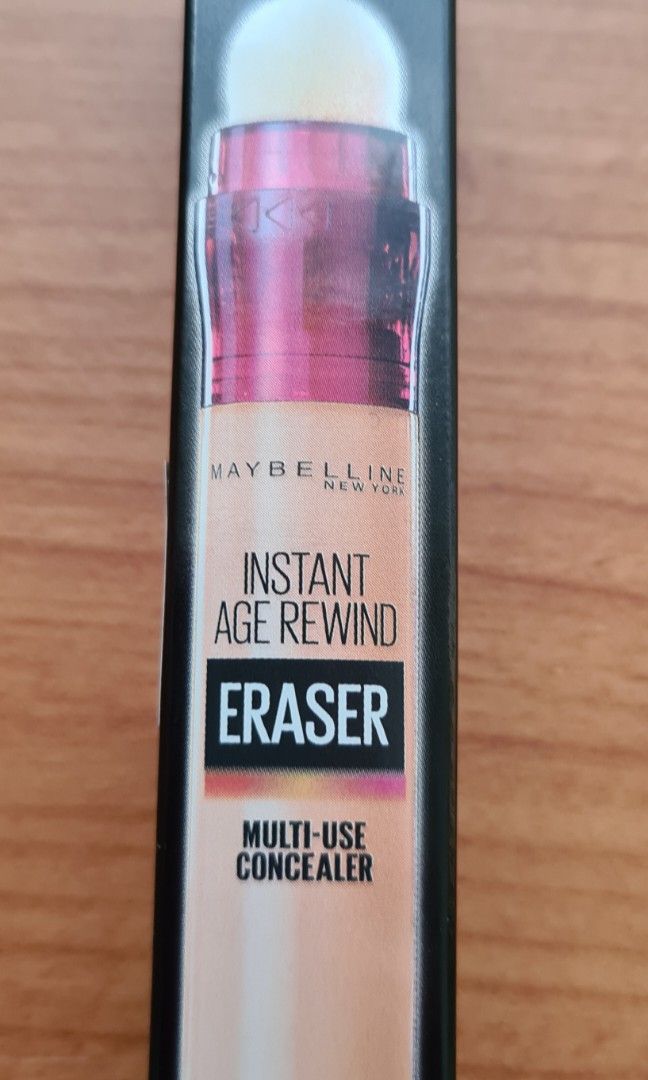 MAYBELLINE
NEW YORK
INSTANT
AGE REWIND
ERASER
MULTI-USE
CONCEALER